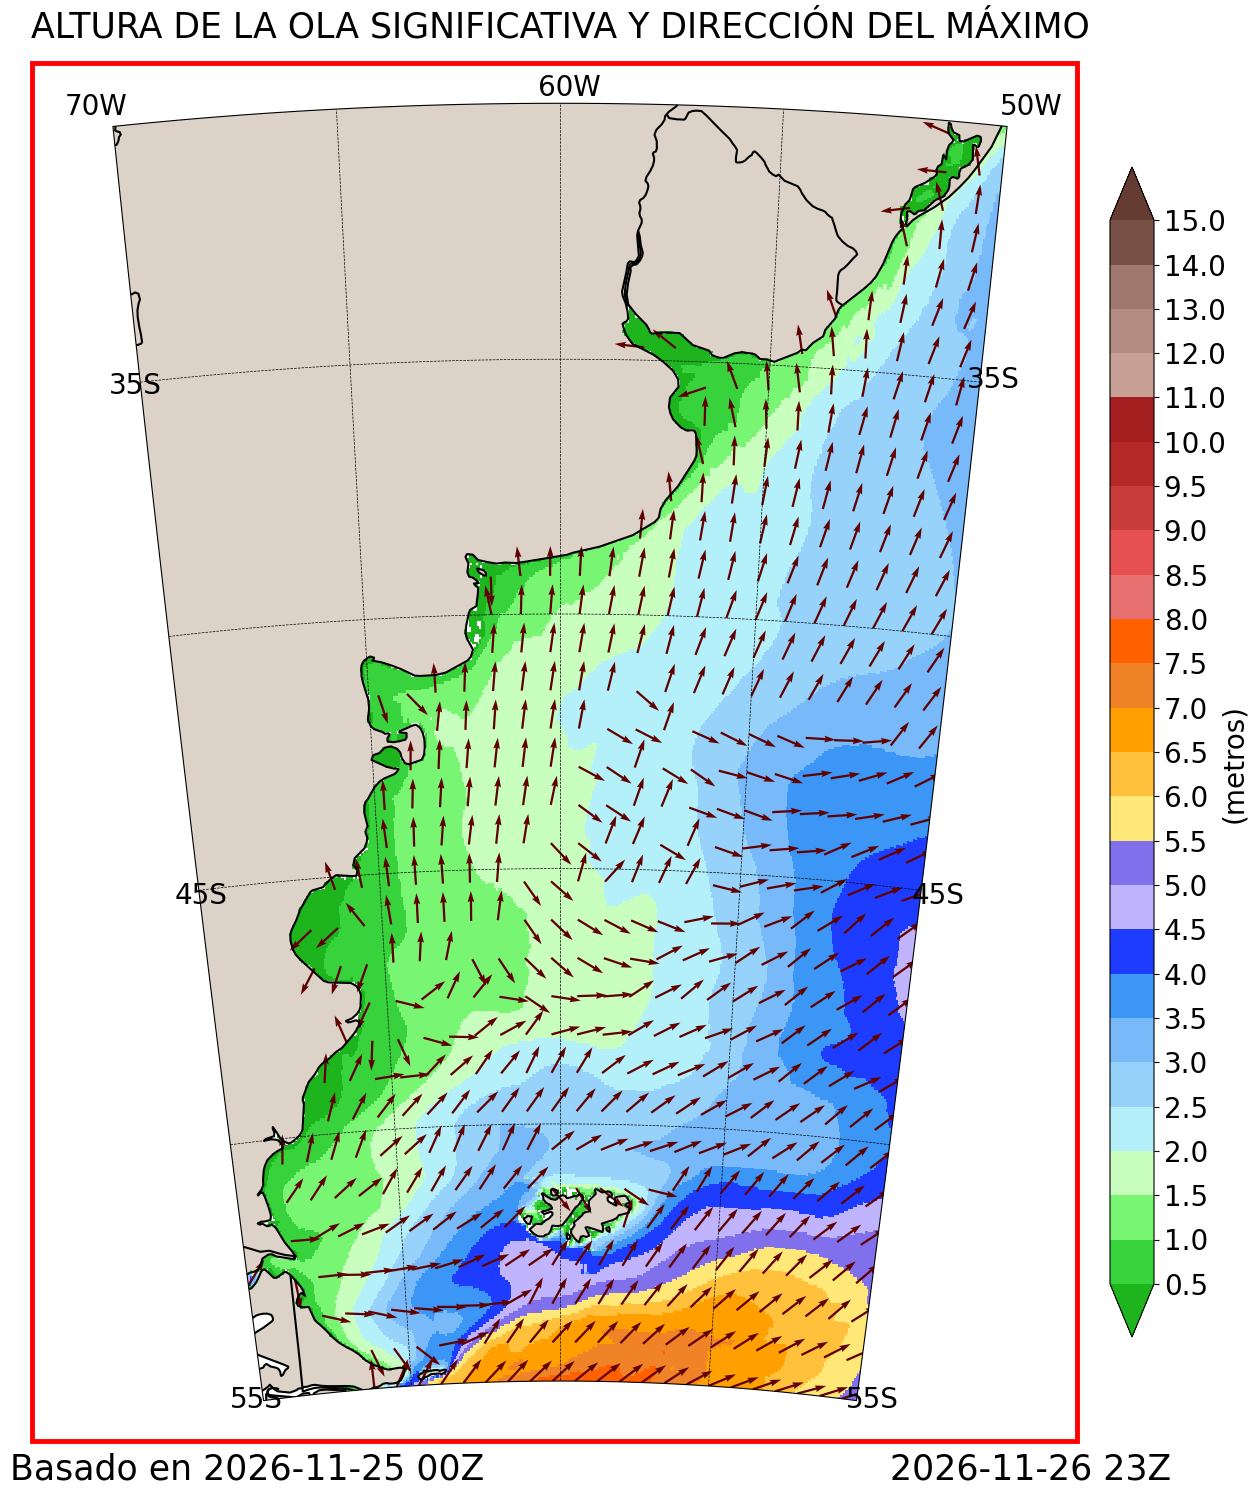 ALTURA DE LA OLA SIGNIFICATIVA Y DIRECCIÓN DEL MÁXIMO
70W
60W
50W
35S
35S
45S
45S
55S
55S
15.0
14.0
13.0
12.0
11.0
10.0
9.5
9.0
8.5
8.0
7.5
7.0
6.5
6.0
5.5
5.0
4.5
4.0
3.5
3.0
2.5
2.0
1.5
1.0
0.5
(metros)
Basado en 2026-11-25 00Z
2026-11-26 23Z